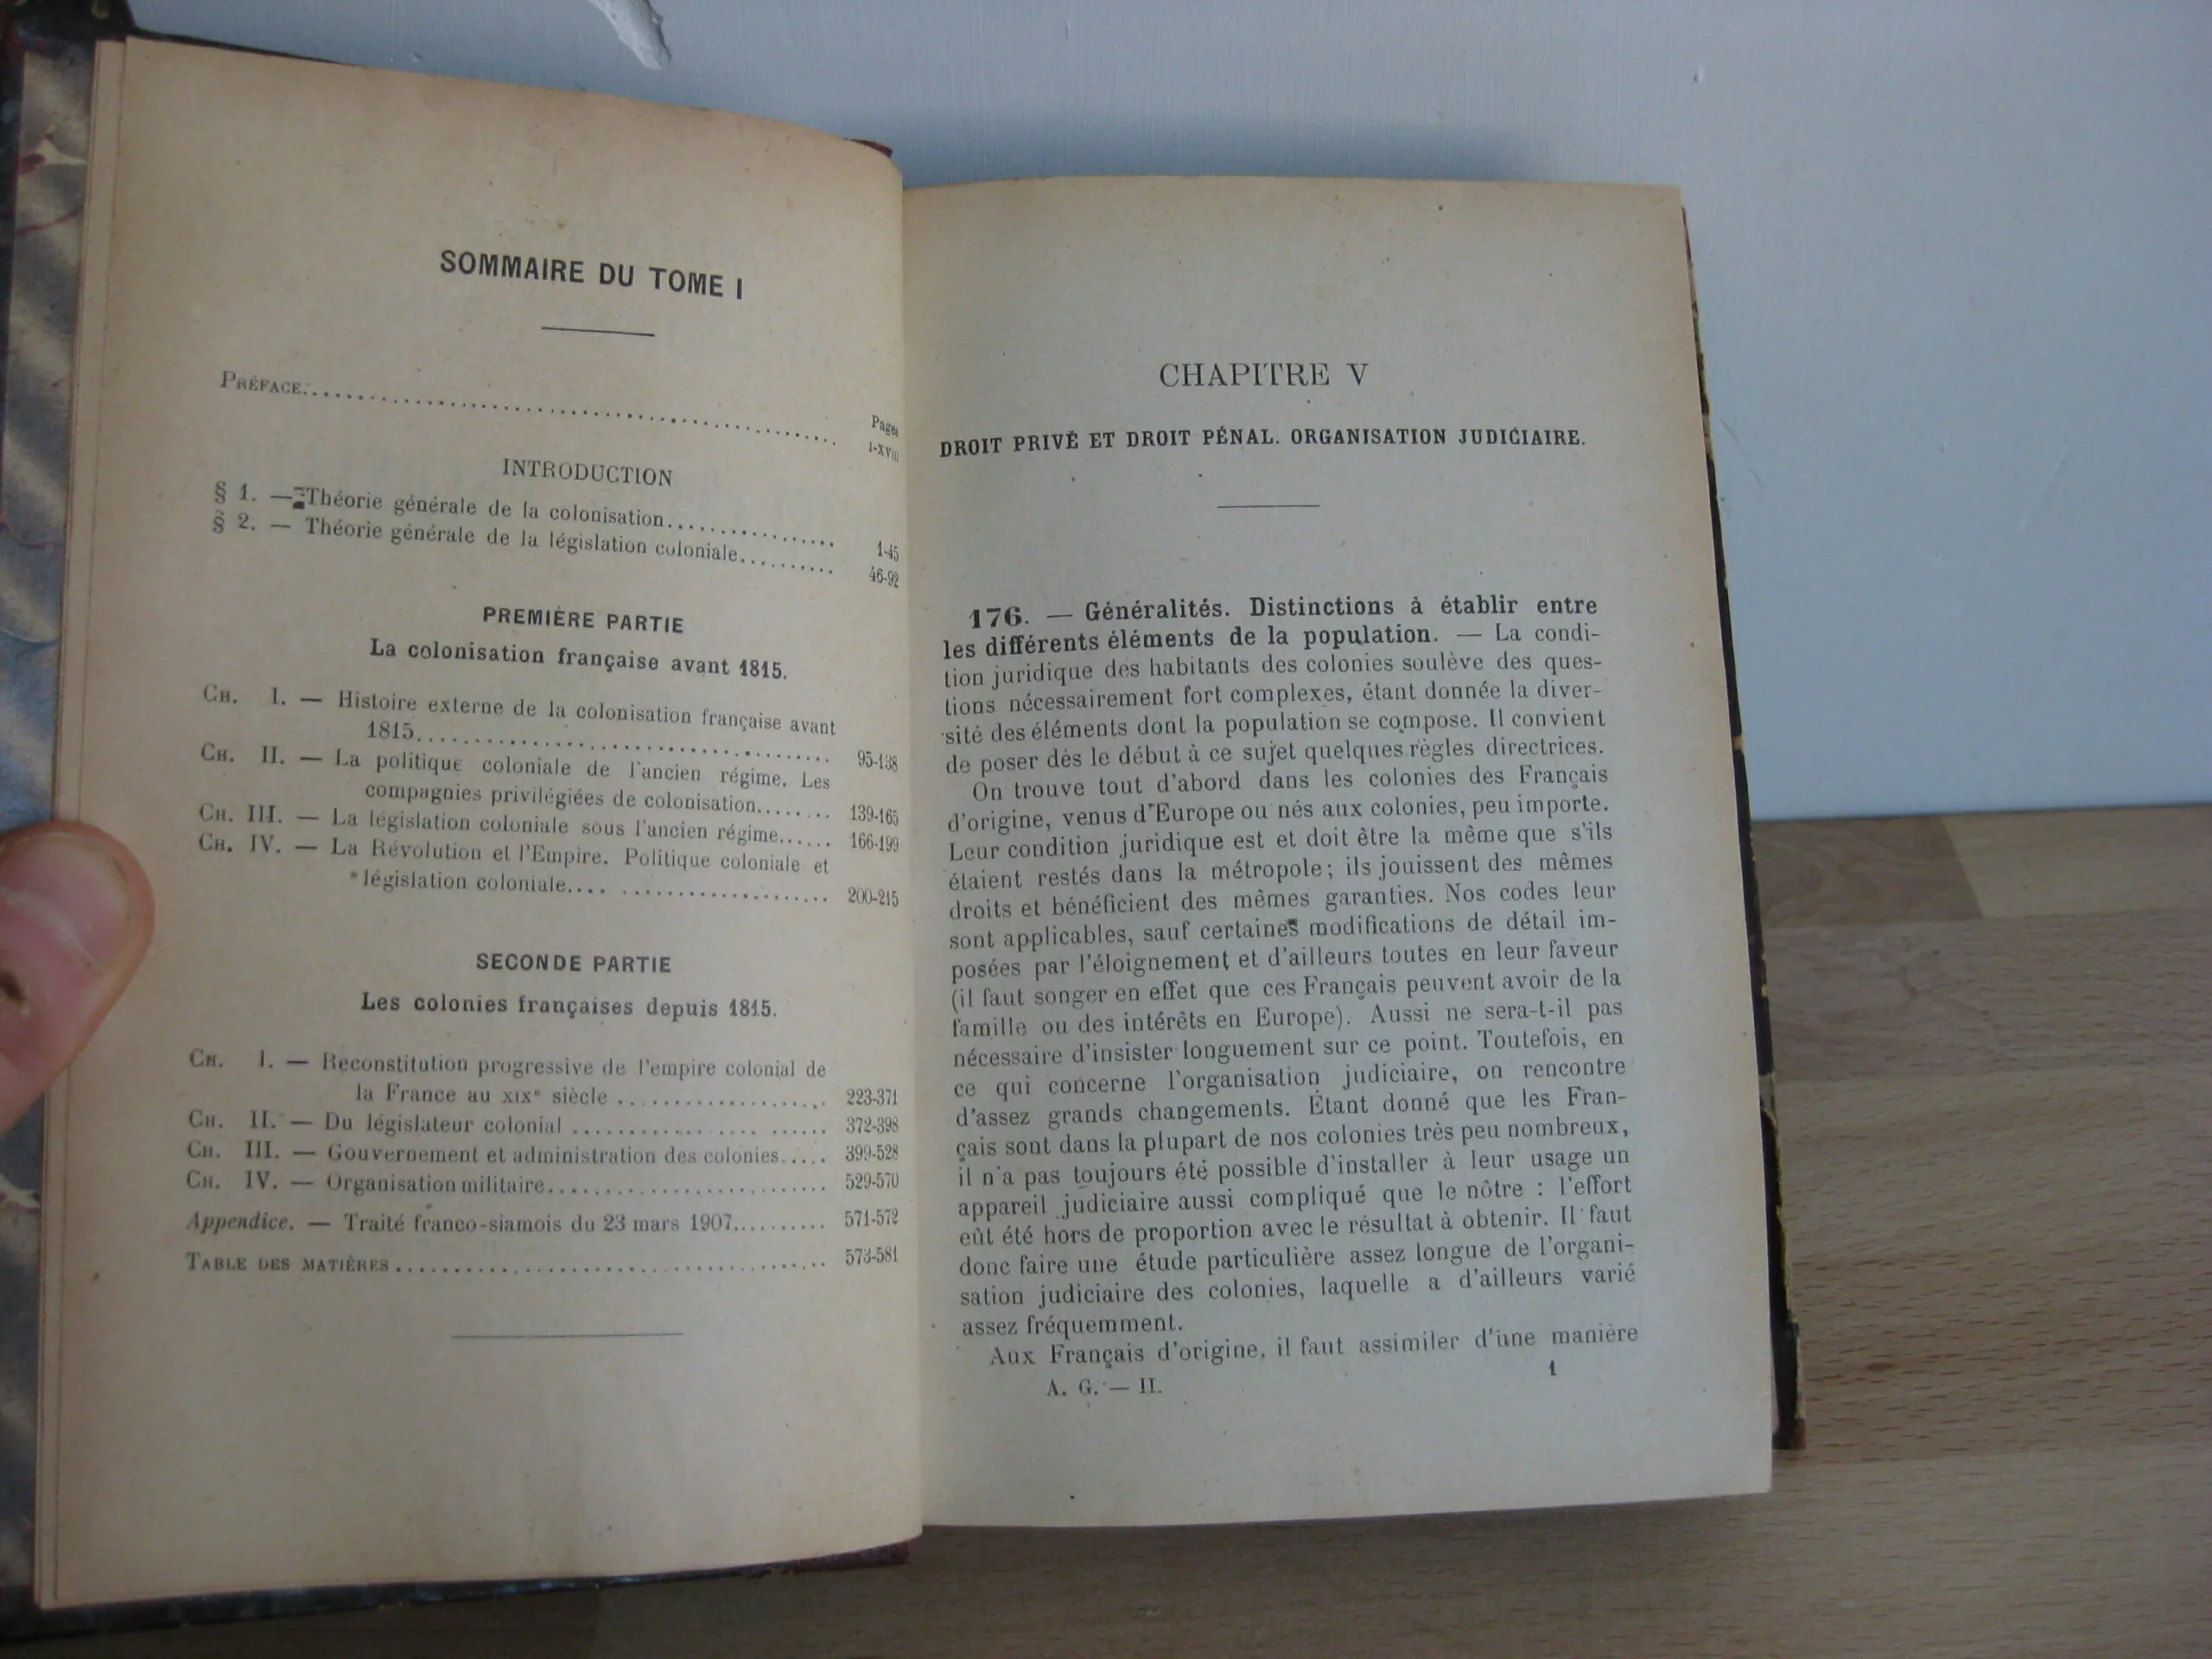 SOMMAIRE DU TOME I
Pages
PRÉFACE.............................. I-XVIII
INTRODUCTION
§ 1. — Théorie générale de la colonisation.................. 1-45
§ 2. — Théorie générale de la législation coloniale.......... 46-92
PREMIÈRE PARTIE
La colonisation française avant 1815.
CH. I. — Histoire externe de la colonisation française avant
1815.............................. 95-138
CH. II. — La politique coloniale de l'ancien régime. Les
compagnies privilégiées de colonisation........ 139-165
CH. III. — La législation coloniale sous l'ancien régime...... 166-199
CH. IV. — La Révolution et l'Empire. Politique coloniale et
législation coloniale.... .................... 200-215
SECONDE PARTIE
Les colonies françaises depuis 1815.
CH. I. — Reconstitution progressive de l'empire colonial de
la France au XIXe siècle .................... 223-371
CH. II. — Du législateur colonial .................... 372-398
CH. III. — Gouvernement et administration des colonies..... 399-528
CH. IV. — Organisation militaire......................... 529-570
Appendice. — Traité franco-siamois du 23 mars 1907.......... 571-572
TABLE DES MATIÈRES................................ 573-581
CHAPITRE V
DROIT PRIVÉ ET DROIT PÉNAL. ORGANISATION JUDICIAIRE.
176. — Généralités. Distinctions à établir entre
les différents éléments de la population. — La condi-
tion juridique des habitants des colonies soulève des ques-
tions nécessairement fort complexes, étant donnée la diver-
sité des éléments dont la population se compose. Il convient
de poser dès le début à ce sujet quelques règles directrices.
On trouve tout d'abord dans les colonies des Français
d'origine, venus d'Europe ou nés aux colonies, peu importe.
Leur condition juridique est et doit être la même que s'ils
étaient restés dans la métropole; ils jouissent des mêmes
droits et bénéficient des mêmes garanties. Nos codes leur
sont applicables, sauf certaines modifications de détail im-
posées par l'éloignement et d'ailleurs toutes en leur faveur
(il faut songer en effet que ces Français peuvent avoir de la
famille ou des intérêts en Europe). Aussi ne sera-t-il pas
nécessaire d'insister longuement sur ce point. Toutefois, en
ce qui concerne l'organisation judiciaire, on rencontre
d'assez grands changements. Étant donné que les Fran-
çais sont dans la plupart de nos colonies très peu nombreux,
il n'a pas toujours été possible d'installer à leur usage un
appareil judiciaire aussi compliqué que le nôtre : l'effort
eût été hors de proportion avec le résultat à obtenir. Il faut
donc faire une étude particulière assez longue de l'organi-
sation judiciaire des colonies, laquelle a d'ailleurs varié
assez fréquemment.
Aux Français d'origine, il faut assimiler d'une manière
A. G. — II. 1